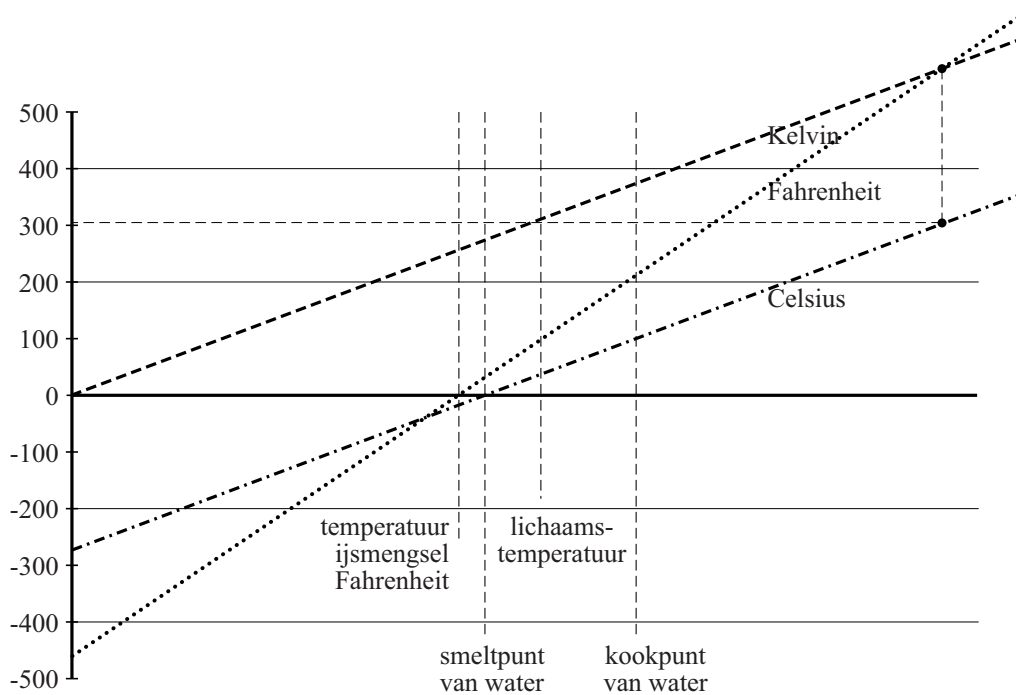 500
Kelvin
400
Fahrenheit
300
Celsius
200
100
0
-100
-200
temperatuur
ijsmengsel
Fahrenheit
lichaams-
temperatuur
-300
-400
smeltpunt
van water
kookpunt
van water
-500